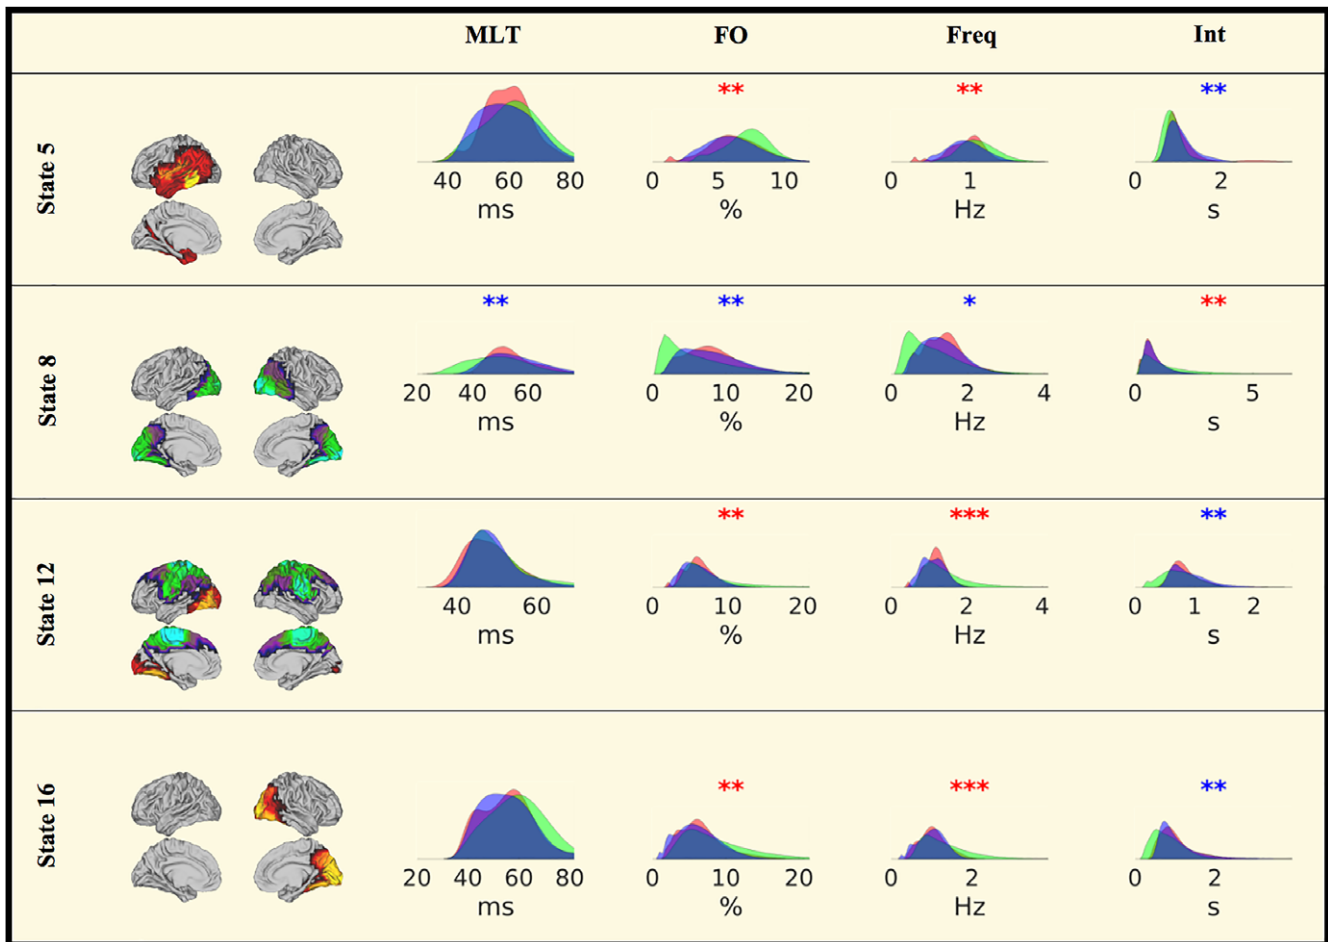 MLT FO Freq Int
State 5
** ** **
40 60 80 0 5 10 0 1 0 2
ms % Hz s
State 8
** ** * **
20 40 60 0 10 20 0 2 4 0 5
ms % Hz s
State 12
** *** **
40 60 0 10 20 0 2 4 0 1 2
ms % Hz s
State 16
** *** **
20 40 60 80 0 10 20 0 2 0 2
ms % Hz s